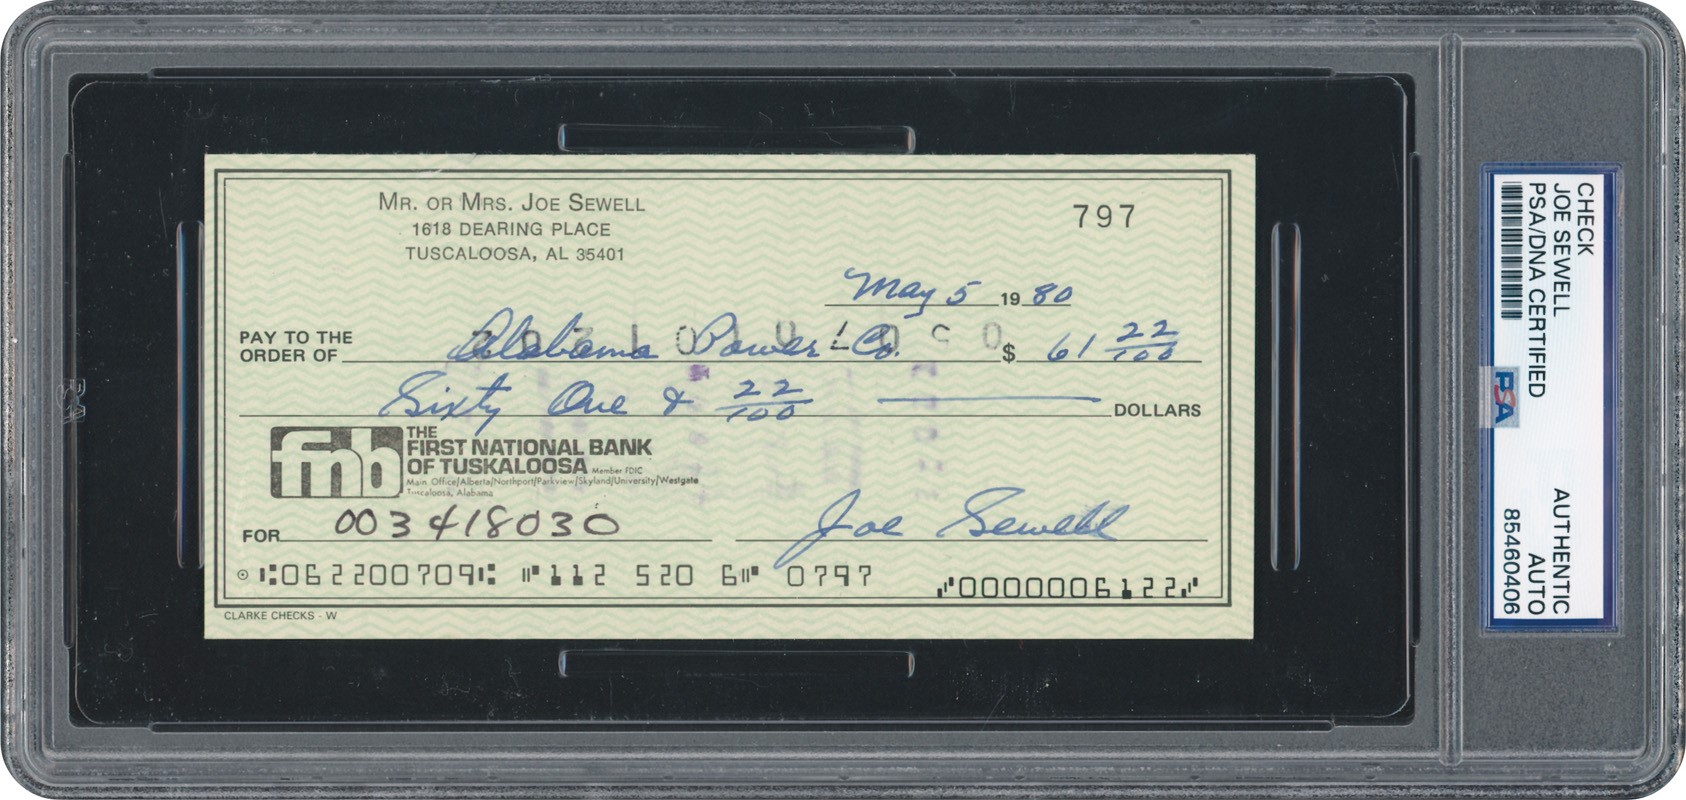 MR. OR MRS. JOE SEWELL
1618 DEARING PLACE
TUSCALOOSA, AL 35401
797
May 5 19 80
PAY TO THE
ORDER OF Alabama Power Co. $ 61 22/100
Sixty One & 22/100 DOLLARS
fnb
THE
FIRST NATIONAL BANK
OF TUSKALOOSA Member FDIC
Main Office/Alberta/Northport/Parkview/Skyland/University/Westgate
Tuscaloosa, Alabama
FOR 003418030 Joe Sewell
⑆062200709⑆ ⑈112 520 6⑈ 0797 ⑇0000006122⑇
CLARKE CHECKS - W
CHECK
JOE SEWELL
PSA/DNA CERTIFIED
PSA
AUTHENTIC
AUTO
85460406